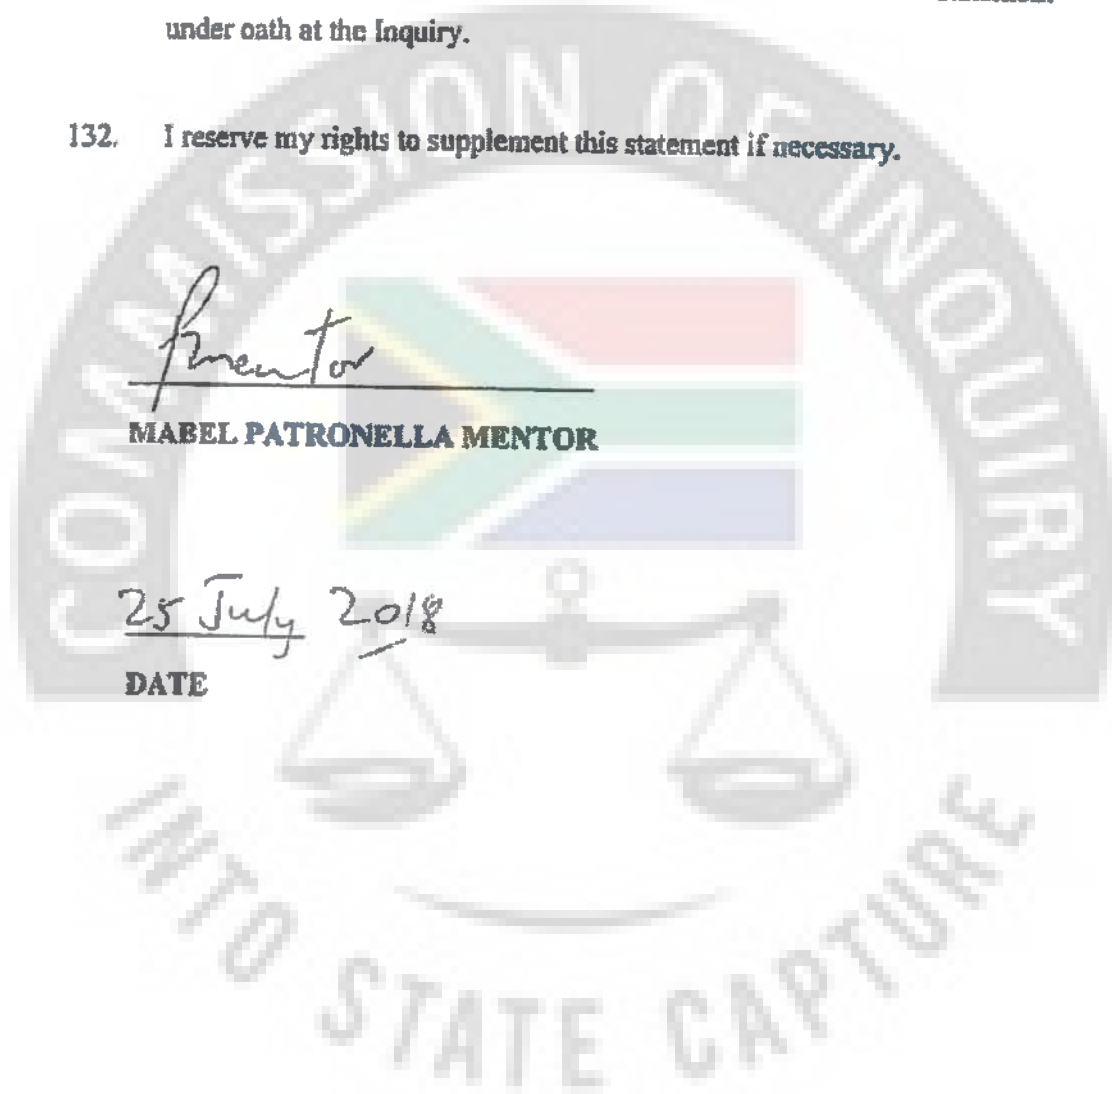 under oath at the Inquiry.
132. I reserve my rights to supplement this statement if necessary.
Pmentor
MABEL PATRONELLA MENTOR
25 July 2018
DATE
COMMISSION OF INQUIRY
INTO STATE CAPTURE